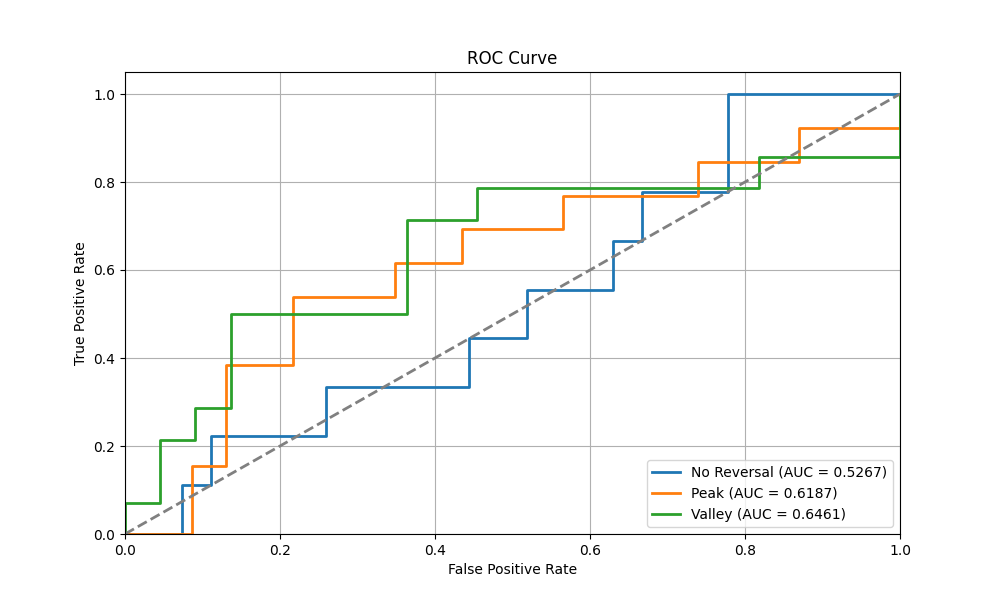 ROC Curve
True Positive Rate
1.0
0.8
0.6
0.4
0.2
0.0
0.0 0.2 0.4 0.6 0.8 1.0
False Positive Rate
No Reversal (AUC = 0.5267)
Peak (AUC = 0.6187)
Valley (AUC = 0.6461)